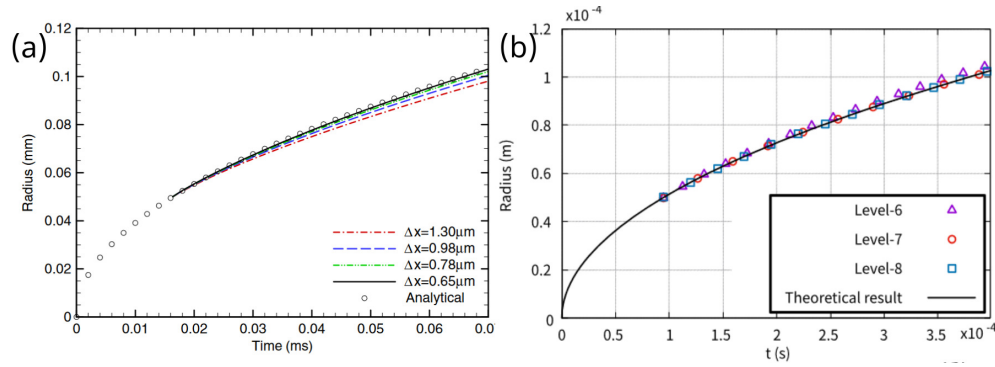 (a)
0.12
0.1
0.08
0.06
0.04
0.02
0
Radius (mm)
Δx=1.30μm
Δx=0.98μm
Δx=0.78μm
Δx=0.65μm
Analytical
0 0.01 0.02 0.03 0.04 0.05 0.06 0.0
Time (ms)
(b)
x10⁻⁴
1.2
1
0.8
0.6
0.4
0.2
0
Radius (m)
Level-6
Level-7
Level-8
Theoretical result
0 0.5 1 1.5 2 2.5 3 3.5 x10⁻⁴
t (s)